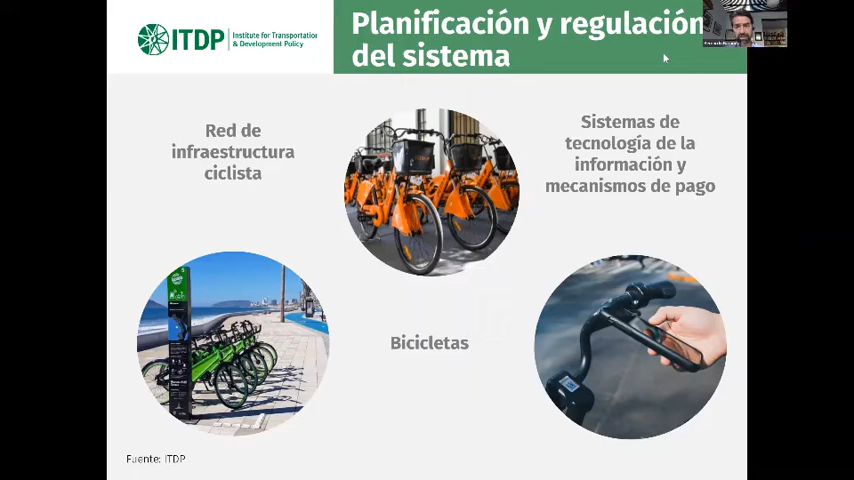 ITDP
Institute for Transportation
& Development Policy
Planificación y regulación
del sistema
Red de
infraestructura
ciclista
Sistemas de
tecnología de la
información y
mecanismos de pago
Bicicletas
Fuente: ITDP